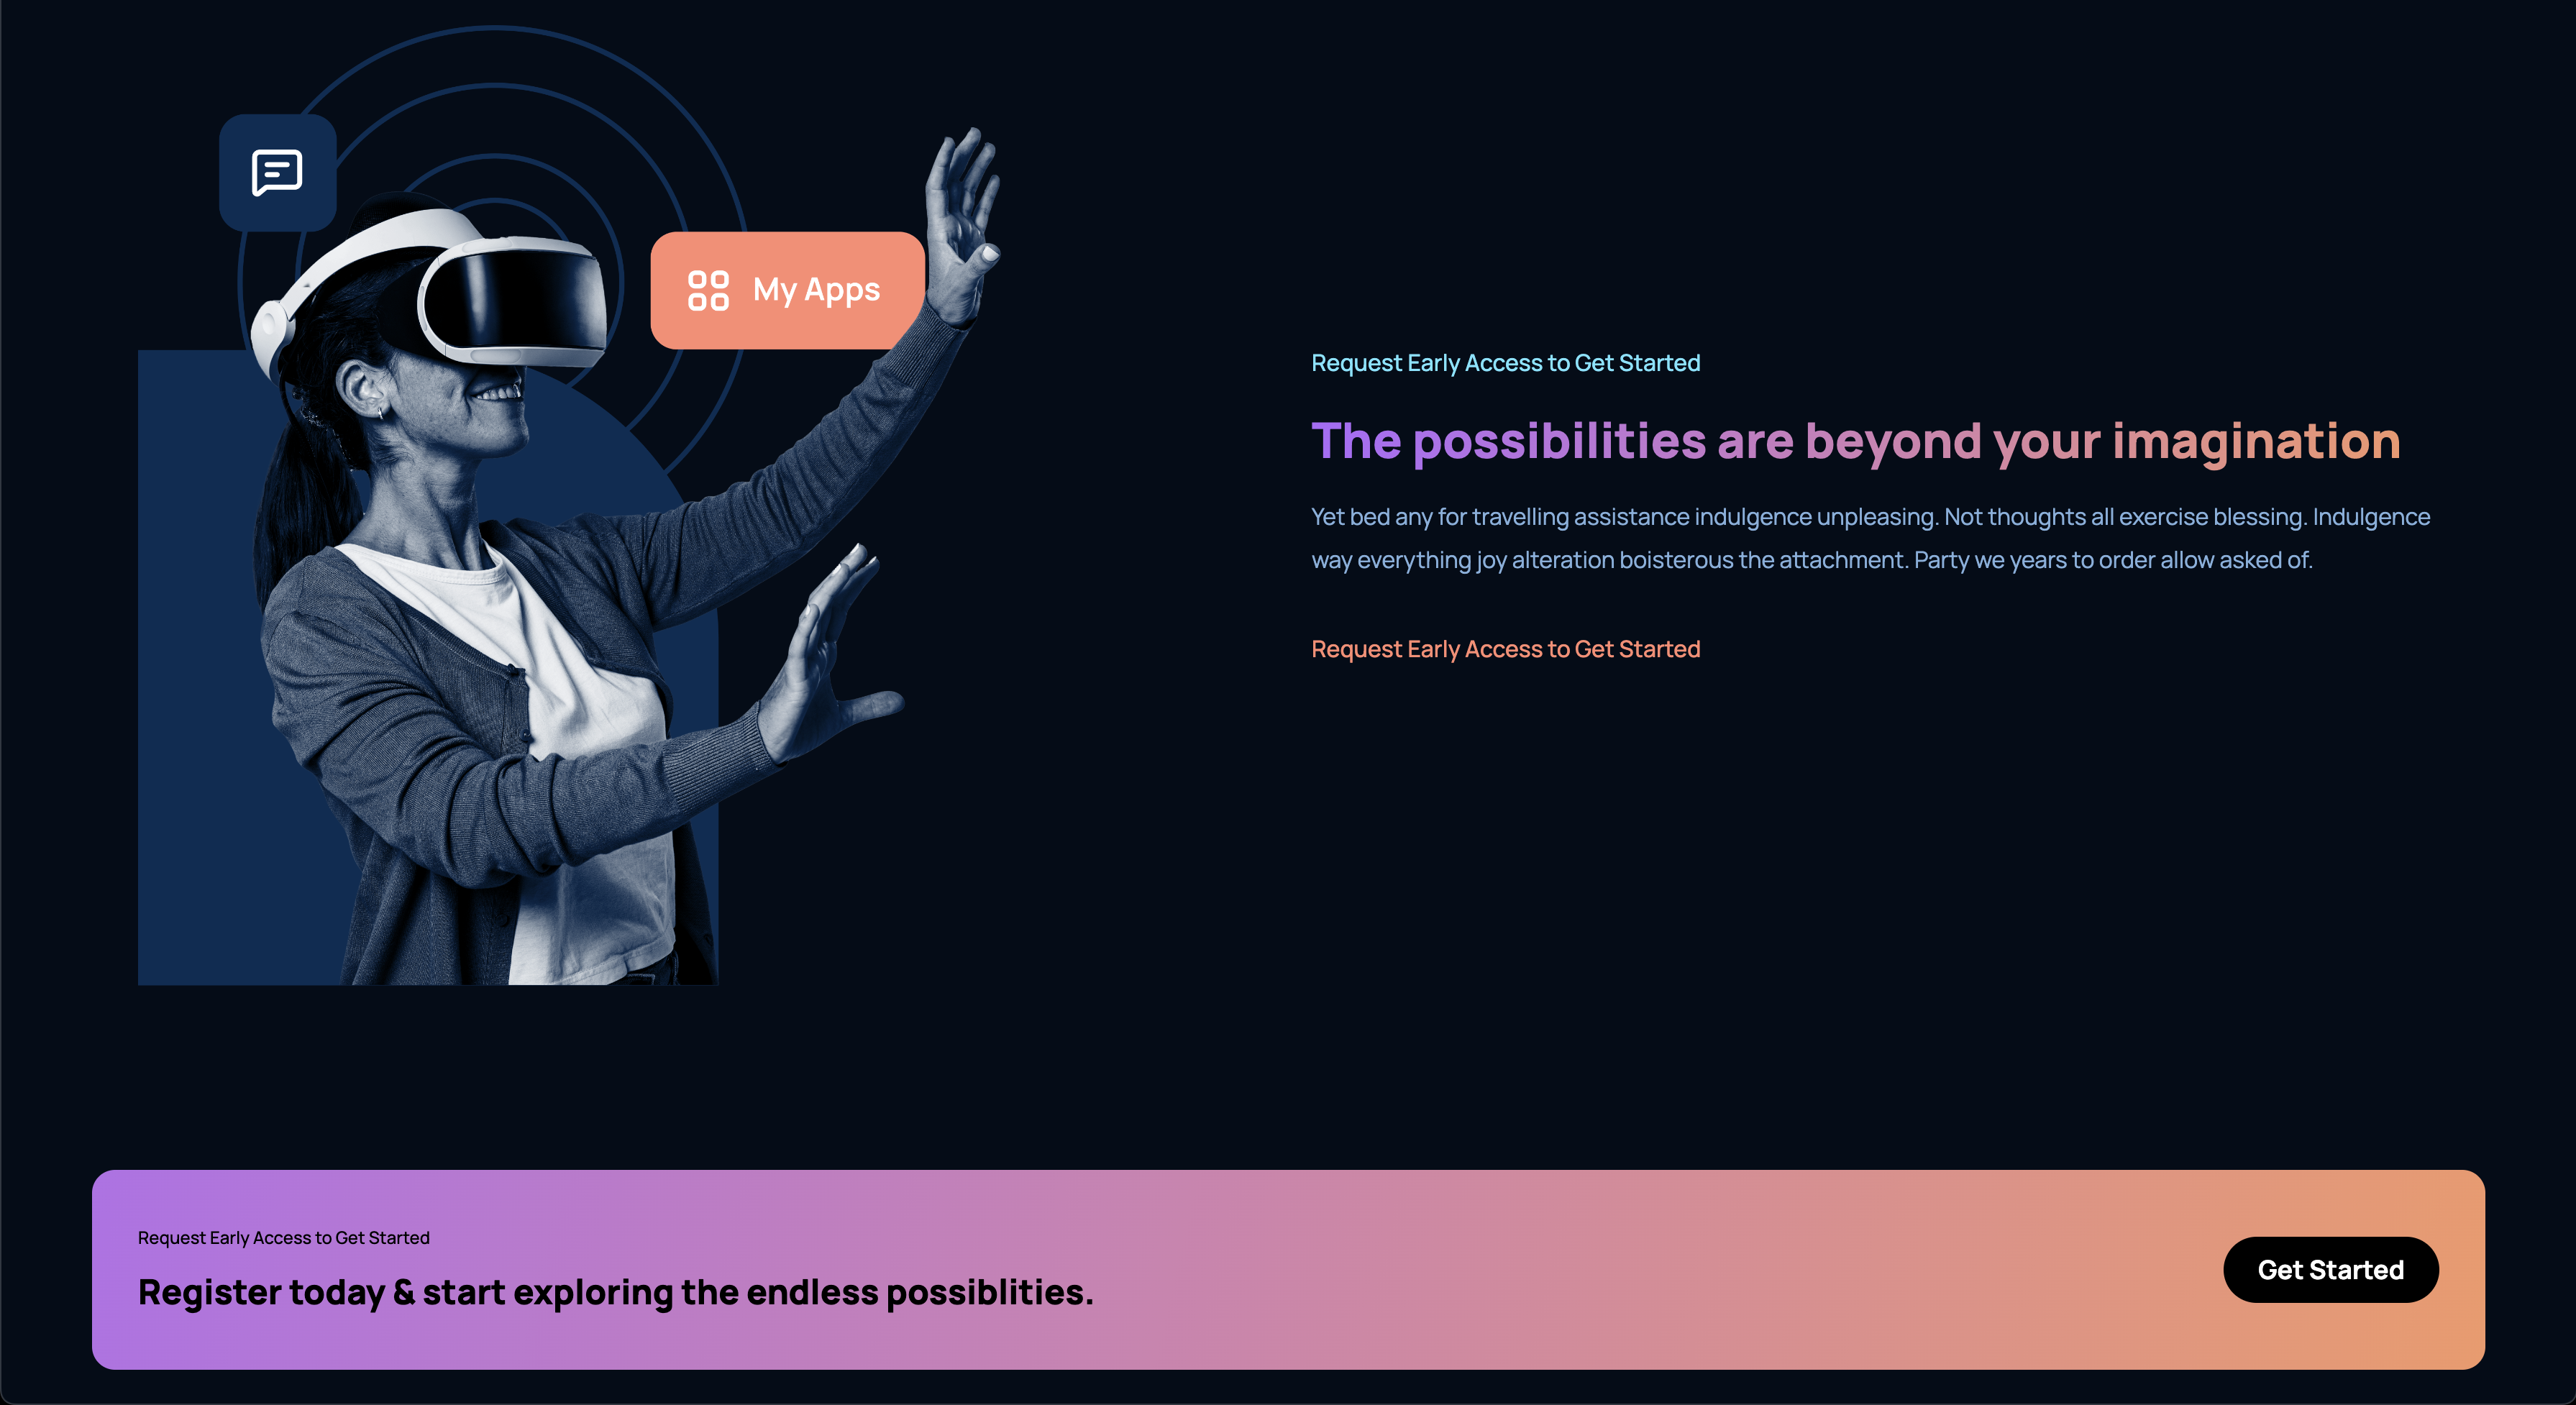 My Apps
Request Early Access to Get Started
The possibilities are beyond your imagination
Yet bed any for travelling assistance indulgence unpleasing. Not thoughts all exercise blessing. Indulgence
way everything joy alteration boisterous the attachment. Party we years to order allow asked of.
Request Early Access to Get Started
Request Early Access to Get Started
Register today & start exploring the endless possiblities.
Get Started